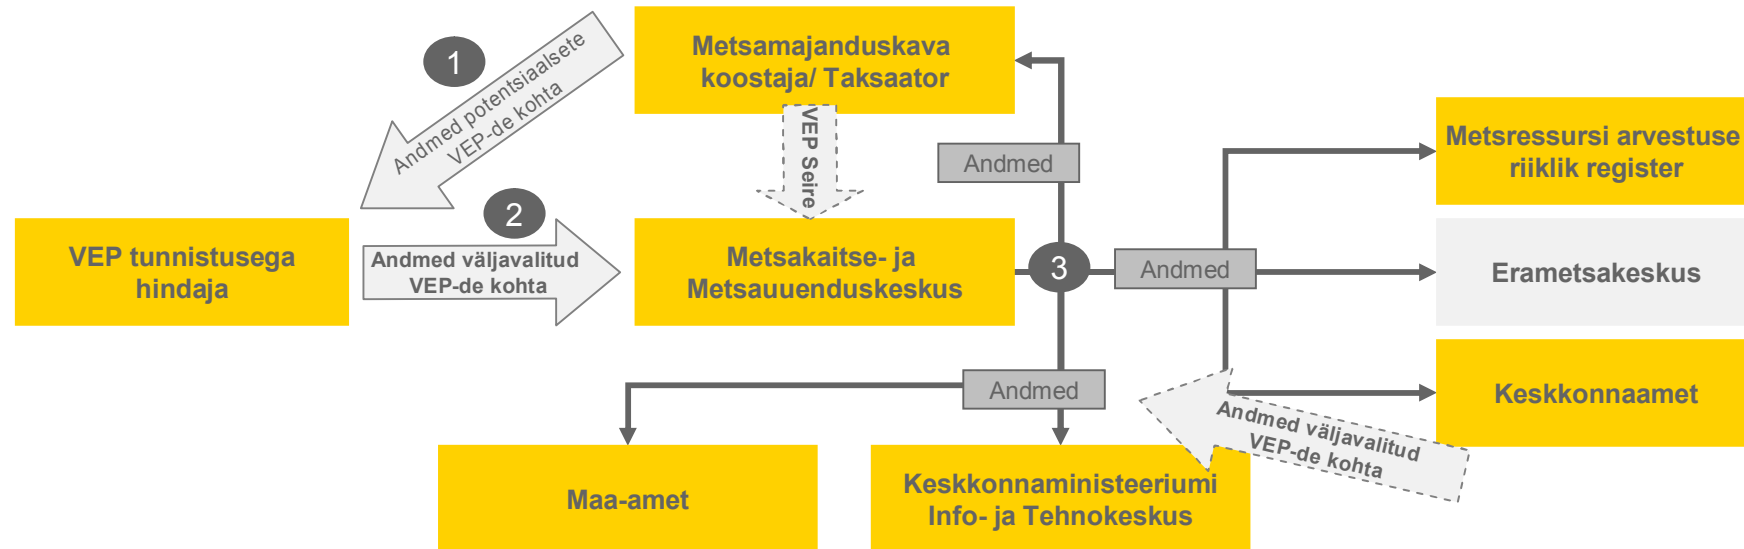 1
Andmed potentsiaalsete
VEP-de kohta
Metsamajanduskava
koostaja/ Taksaator
VEP Seire
Andmed
Metsressursi arvestuse
riiklik register
2
VEP tunnistusega
hindaja
Andmed väljavalitud
VEP-de kohta
Metsakaitse- ja
Metsauuenduskeskus
3
Andmed
Erametsakeskus
Andmed
Keskkonnaamet
Andmed väljavalitud
VEP-de kohta
Maa-amet
Keskkonnaministeeriumi
Info- ja Tehnokeskus